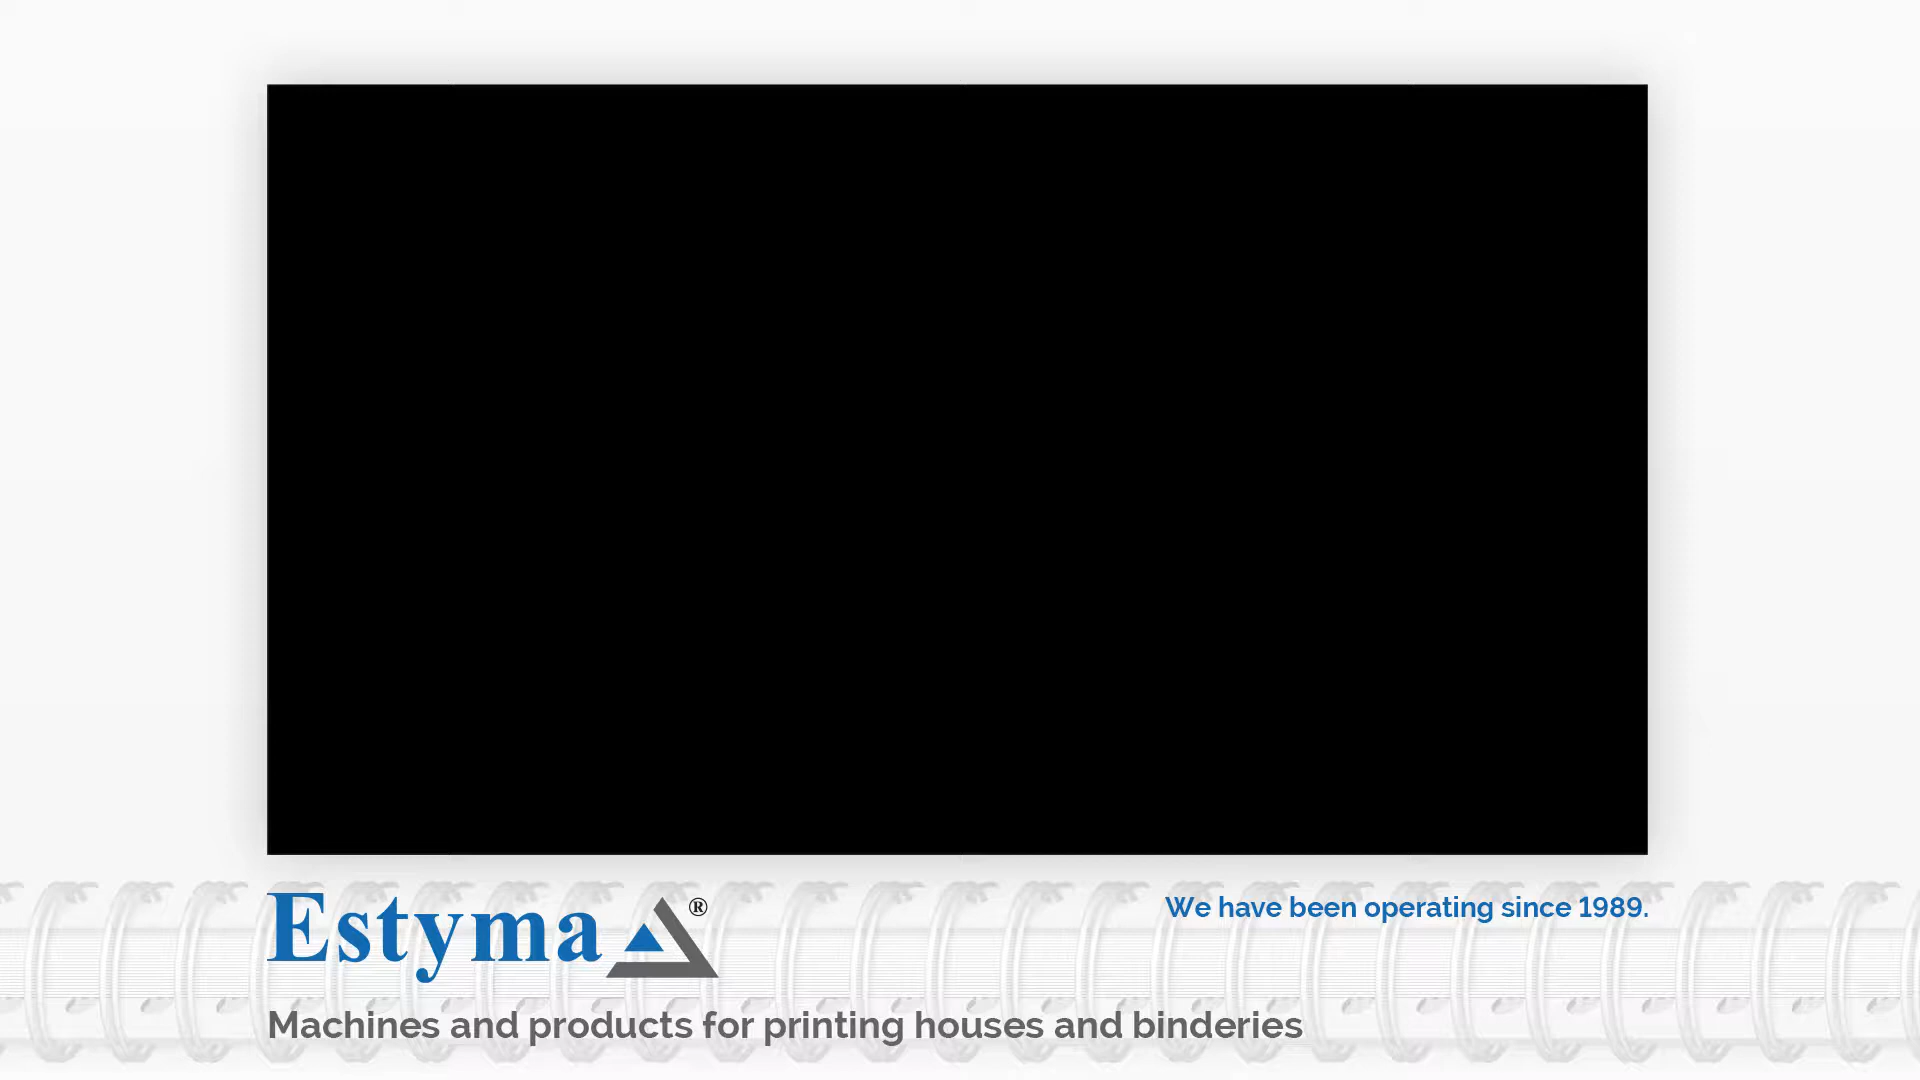 Estyma ®
We have been operating since 1989.
Machines and products for printing houses and binderies